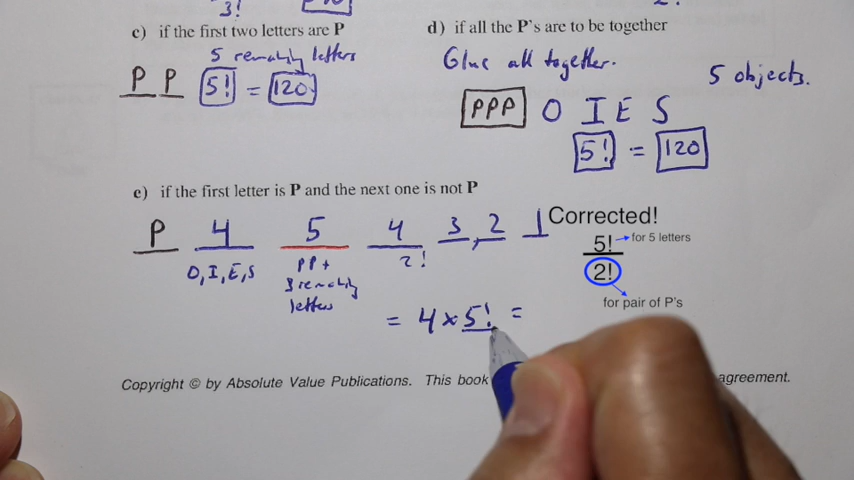 3!
c) if the first two letters are P
d) if all the P's are to be together
5 remainig letters
P P 5! = 120
Glue all together.
5 objects.
PPP O I E S
5! = 120
e) if the first letter is P and the next one is not P
P 4 5 4 3, 2 1
O, I, E, S
PP +
3 remainig
letters
2!
Corrected!
5! for 5 letters
2!
for pair of P's
= 4 × 5! =
Copyright © by Absolute Value Publications. This book
agreement.